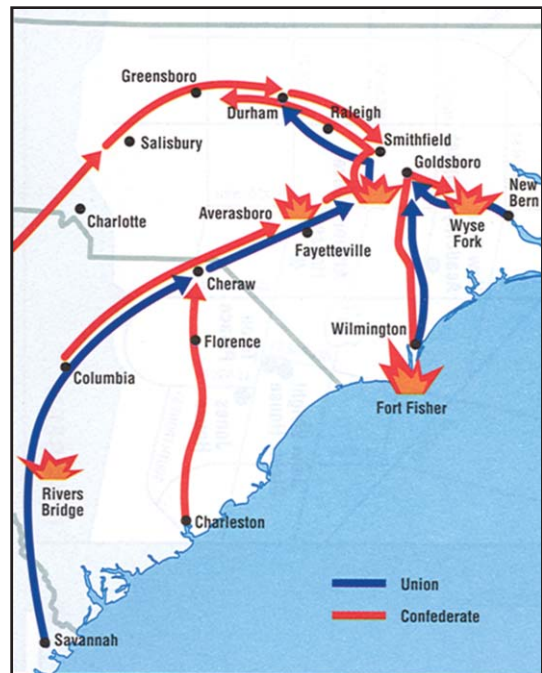 Greensboro
Durham
Raleigh
Smithfield
Salisbury
Goldsboro
New
Bern
Charlotte
Averasboro
Wyse
Fork
Fayetteville
Cheraw
Florence
Wilmington
Columbia
Fort Fisher
Rivers
Bridge
Charleston
Union
Confederate
Savannah